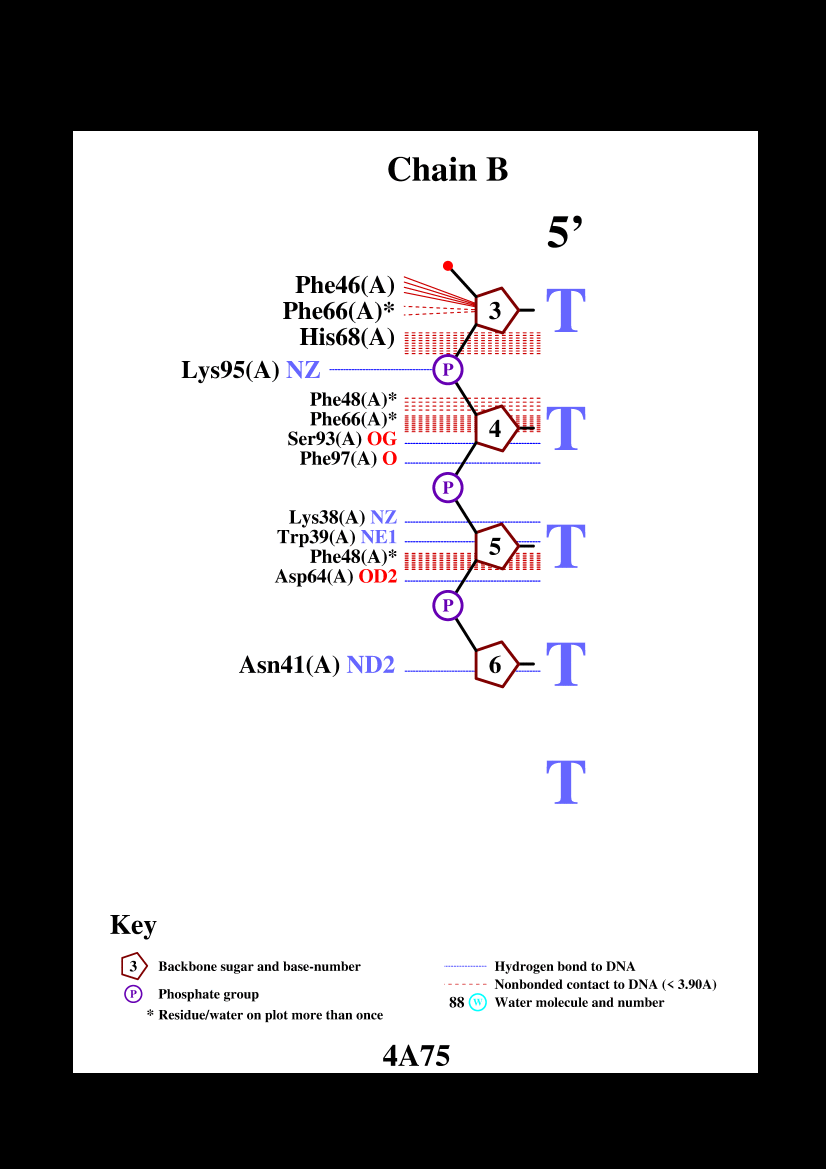 Chain B
5’
Phe46(A)
Phe66(A)* 3 T
His68(A)
Lys95(A) NZ P
Phe48(A)*
Phe66(A)* 4 T
Ser93(A) OG
Phe97(A) O
P
Lys38(A) NZ
Trp39(A) NE1 5 T
Phe48(A)*
Asp64(A) OD2
P
Asn41(A) ND2 6 T
T
Key
3 Backbone sugar and base-number
P Phosphate group
* Residue/water on plot more than once
Hydrogen bond to DNA
Nonbonded contact to DNA (< 3.90A)
88 W Water molecule and number
4A75